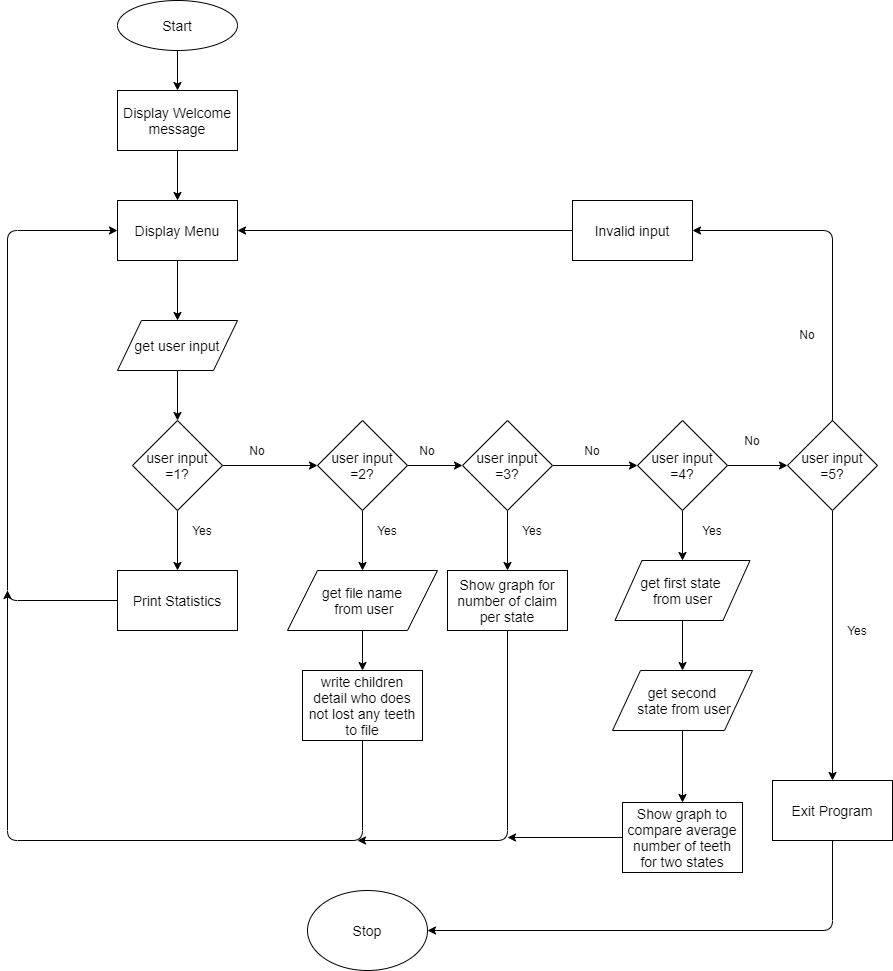 Start
Display Welcome
message
Display Menu
Invalid input
No
get user input
user input
=1?
No
user input
=2?
No
user input
=3?
No
user input
=4?
No
user input
=5?
Yes
Yes
Yes
Yes
Yes
Print Statistics
get file name
from user
Show graph for
number of claim
per state
get first state
from user
write children
detail who does
not lost any teeth
to file
get second
state from user
Show graph to
compare average
number of teeth
for two states
Exit Program
Stop